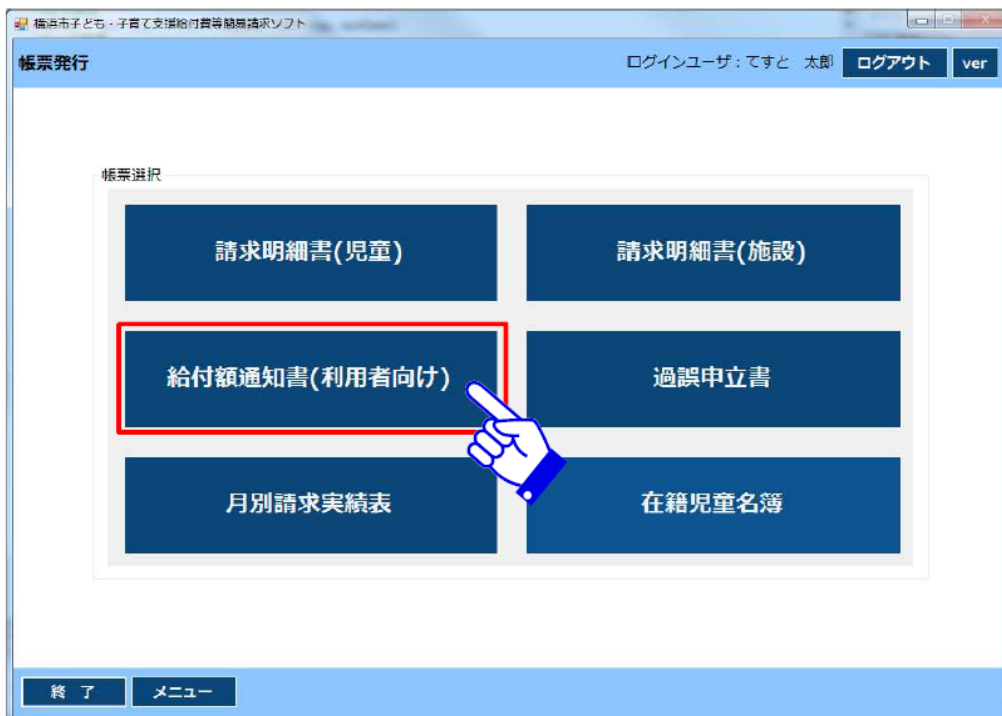 横浜市子ども・子育て支援給付費等簡易請求ソフト
帳票発行
ログインユーザ：てすと　太郎
ログアウト
ver
帳票選択
請求明細書(児童)
請求明細書(施設)
給付額通知書(利用者向け)
過誤申立書
月別請求実績表
在籍児童名簿
終 了
メニュー